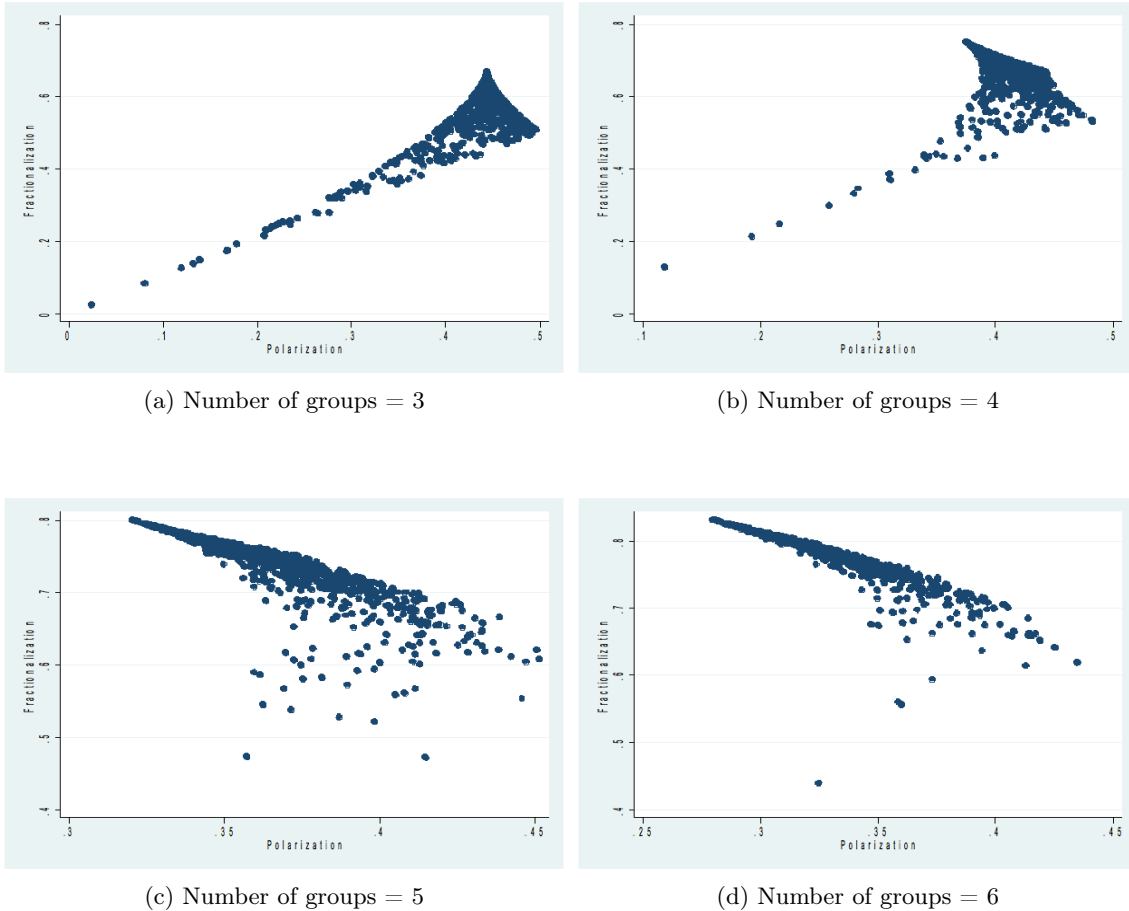 .8
.6
.4
.2
0
Fractionalization
0 .1 .2 .3 .4 .5
Polarization
(a) Number of groups = 3
.8
.6
.4
.2
0
Fractionalization
.1 .2 .3 .4 .5
Polarization
(b) Number of groups = 4
.8
.7
.6
.5
.4
Fractionalization
.3 .35 .4 .45
Polarization
(c) Number of groups = 5
.8
.7
.6
.5
.4
Fractionalization
.25 .3 .35 .4 .45
Polarization
(d) Number of groups = 6